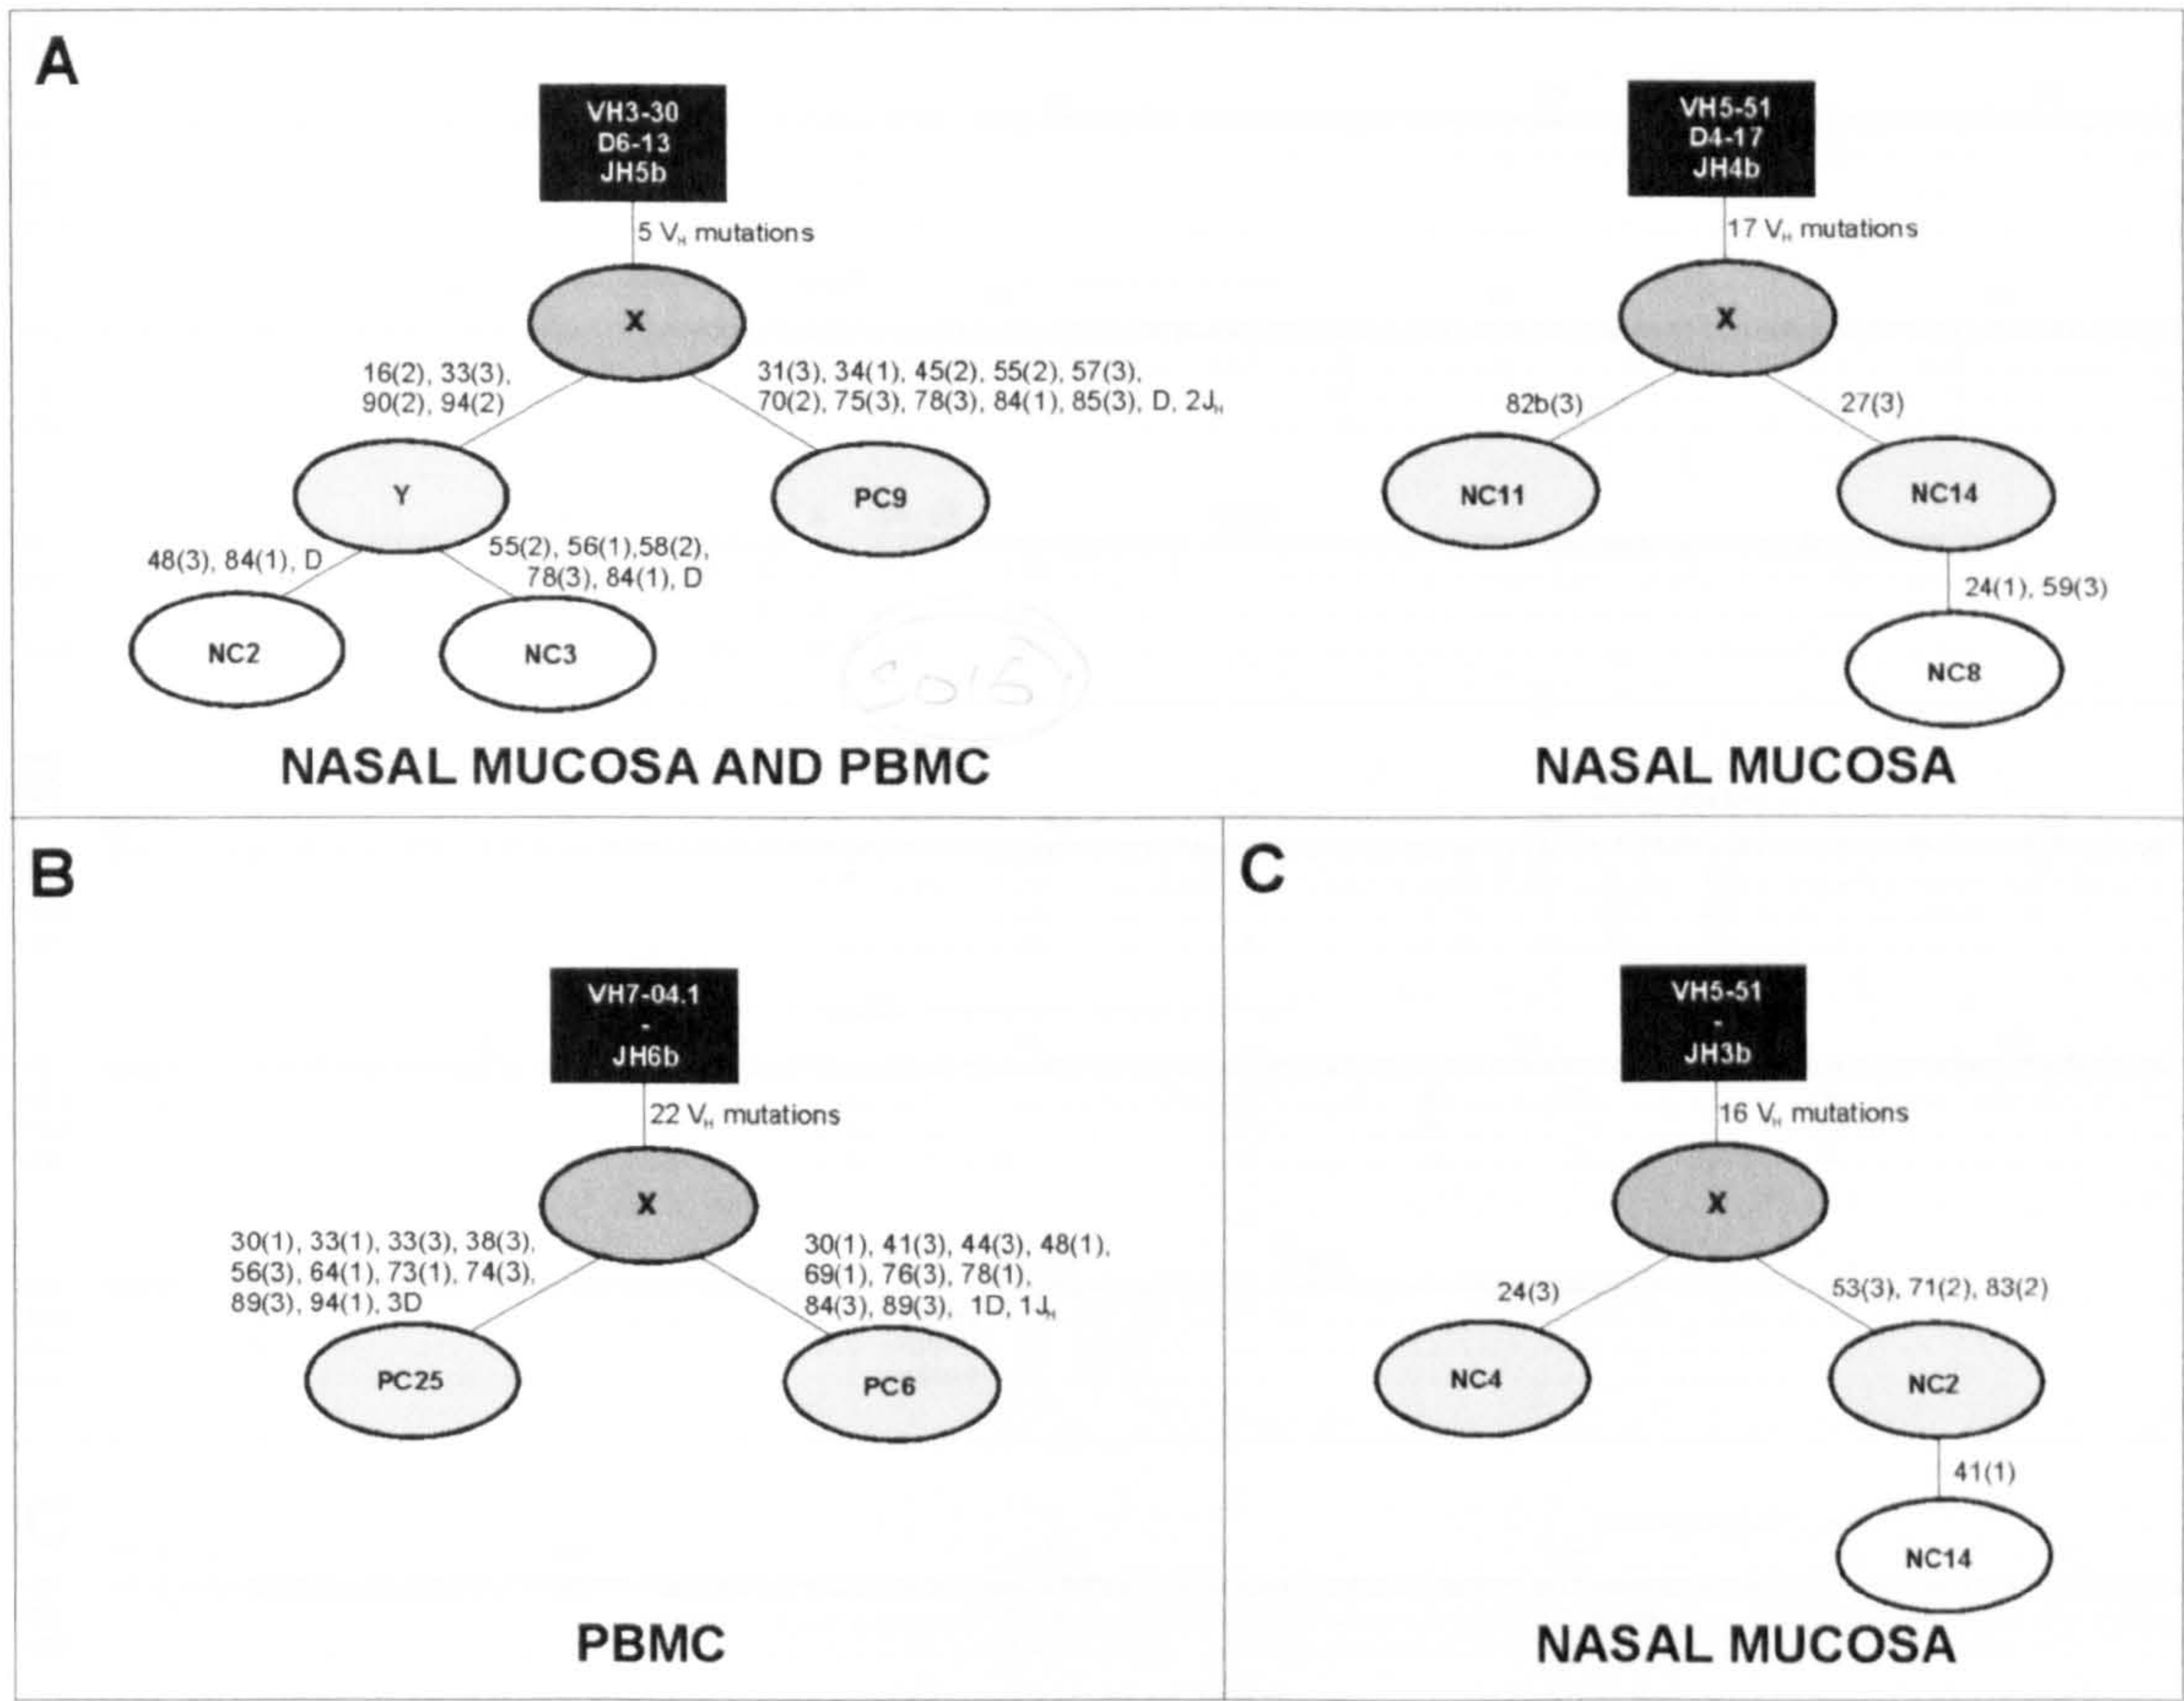 A
VH3-30
D6-13
JH5b
5 VH mutations
X
16(2), 33(3),
90(2), 94(2)
31(3), 34(1), 45(2), 55(2), 57(3),
70(2), 75(3), 78(3), 84(1), 85(3), D, 2JH
Y
PC9
48(3), 84(1), D
55(2), 56(1),58(2),
78(3), 84(1), D
NC2
NC3
NASAL MUCOSA AND PBMC
VH5-51
D4-17
JH4b
17 VH mutations
X
82b(3)
27(3)
NC11
NC14
24(1), 59(3)
NC8
NASAL MUCOSA
B
VH7-04.1
-
JH6b
22 VH mutations
X
30(1), 33(1), 33(3), 38(3),
56(3), 64(1), 73(1), 74(3),
89(3), 94(1), 3D
30(1), 41(3), 44(3), 48(1),
69(1), 76(3), 78(1),
84(3), 89(3), 1D, 1JH
PC25
PC6
PBMC
C
VH5-51
-
JH3b
16 VH mutations
X
24(3)
53(3), 71(2), 83(2)
NC4
NC2
41(1)
NC14
NASAL MUCOSA